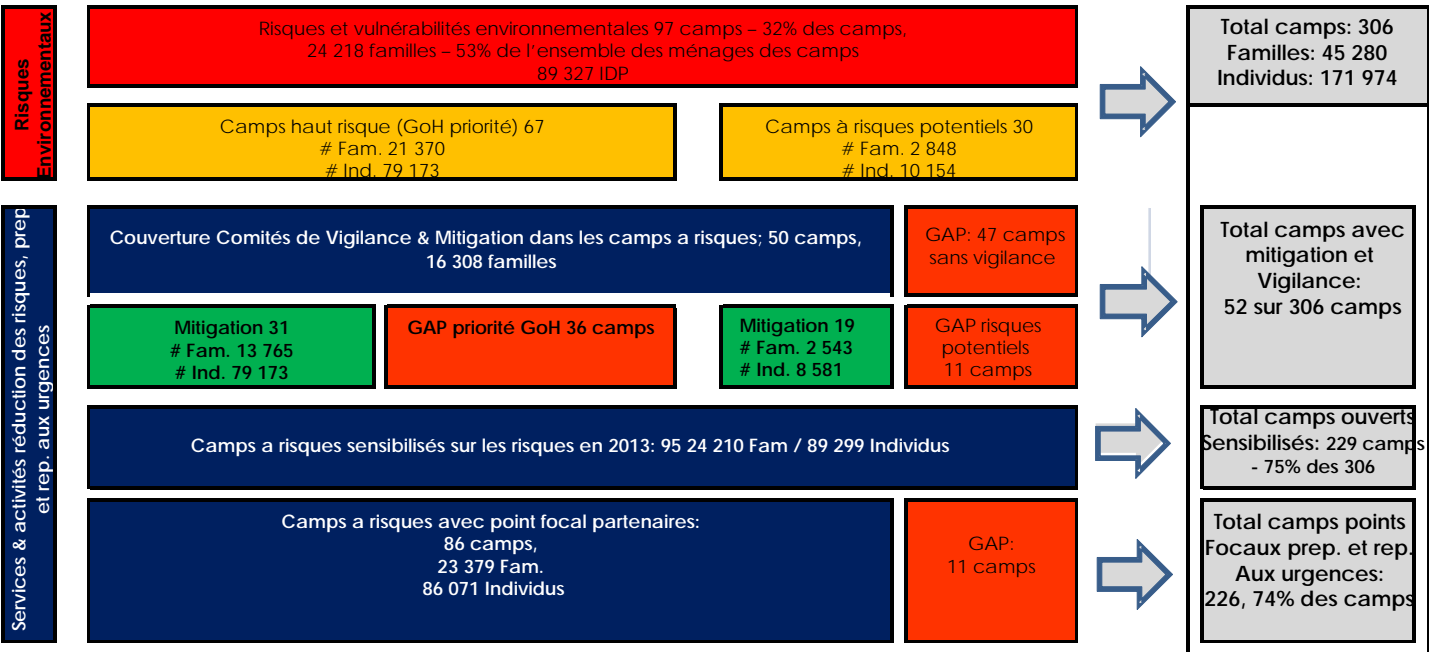 Risques
Environnementaux
Risques et vulnérabilités environnementales 97 camps – 32% des camps,
24 218 familles – 53% de l'ensemble des ménages des camps
89 327 IDP
Total camps: 306
Familles: 45 280
Individus: 171 974
Camps haut risque (GoH priorité) 67
# Fam. 21 370
# Ind. 79 173
Camps à risques potentiels 30
# Fam. 2 848
# Ind. 10 154
Services & activités réduction des risques, prep
et rep. aux urgences
Couverture Comités de Vigilance & Mitigation dans les camps a risques; 50 camps,
16 308 familles
GAP: 47 camps
sans vigilance
Total camps avec
mitigation et
Vigilance:
52 sur 306 camps
Mitigation 31
# Fam. 13 765
# Ind. 79 173
GAP priorité GoH 36 camps
Mitigation 19
# Fam. 2 543
# Ind. 8 581
GAP risques
potentiels
11 camps
Camps a risques sensibilisés sur les risques en 2013: 95 24 210 Fam / 89 299 Individus
Total camps ouverts
Sensibilisés: 229 camps
- 75% des 306
Camps a risques avec point focal partenaires:
86 camps,
23 379 Fam.
86 071 Individus
GAP:
11 camps
Total camps points
Focaux prep. et rep.
Aux urgences:
226, 74% des camps